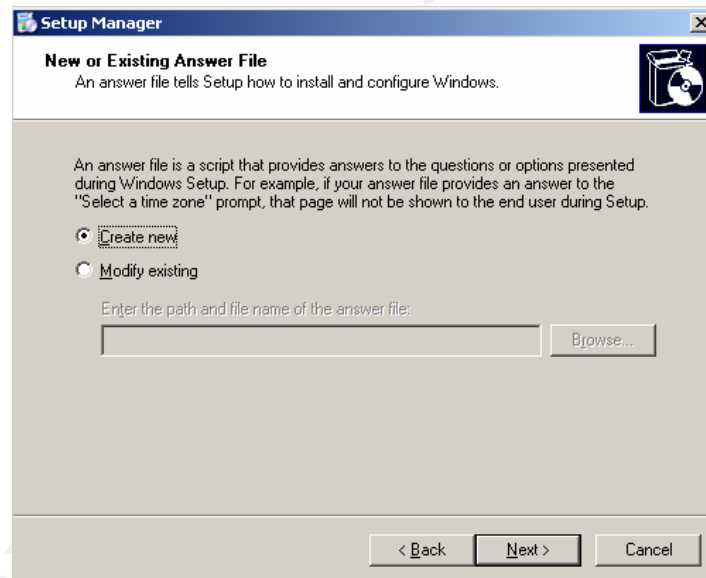 Setup Manager
New or Existing Answer File
An answer file tells Setup how to install and configure Windows.
An answer file is a script that provides answers to the questions or options presented
during Windows Setup. For example, if your answer file provides an answer to the
"Select a time zone" prompt, that page will not be shown to the end user during Setup.
Create new
Modify existing
Enter the path and file name of the answer file:
Browse...
< Back Next > Cancel